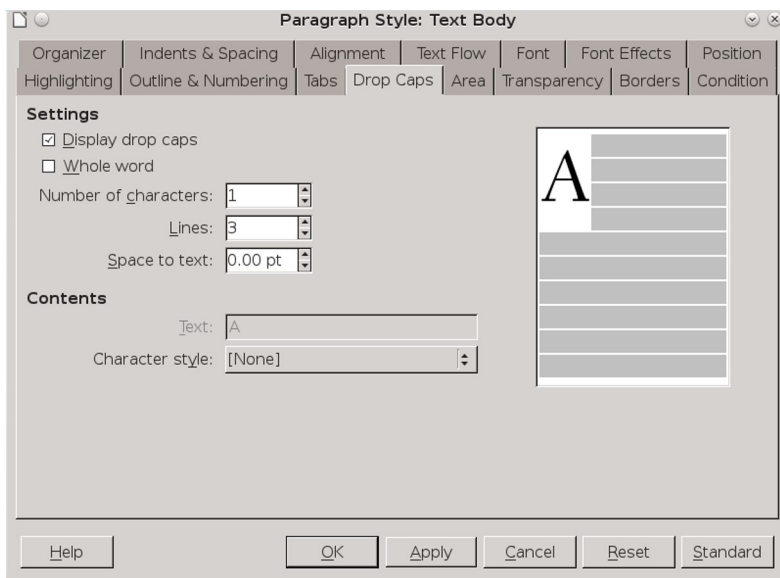 Paragraph Style: Text Body
Organizer Indents & Spacing Alignment Text Flow Font Font Effects Position
Highlighting Outline & Numbering Tabs Drop Caps Area Transparency Borders Condition
Settings
Display drop caps
Whole word
Number of characters: 1
Lines: 3
Space to text: 0.00 pt
A
Contents
Text: A
Character style: [None]
Help OK Apply Cancel Reset Standard